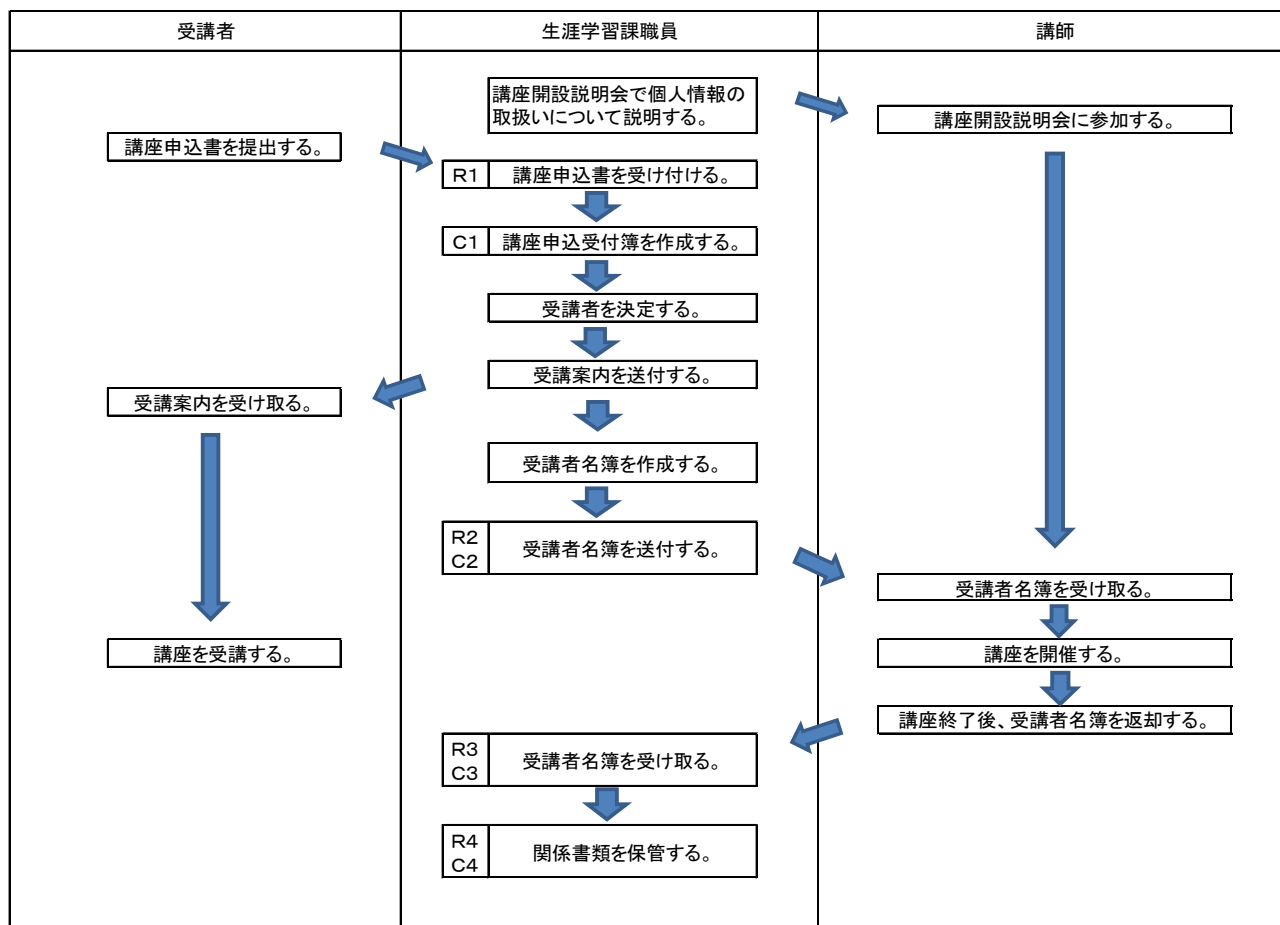 受講者
生涯学習課職員
講師
講座開設説明会で個人情報の
取扱いについて説明する。
講座開設説明会に参加する。
講座申込書を提出する。
R1 講座申込書を受け付ける。
C1 講座申込受付簿を作成する。
受講者を決定する。
受講案内を送付する。
受講案内を受け取る。
受講者名簿を作成する。
R2
C2
受講者名簿を送付する。
受講者名簿を受け取る。
講座を受講する。
講座を開催する。
講座終了後、受講者名簿を返却する。
R3
C3
受講者名簿を受け取る。
R4
C4
関係書類を保管する。